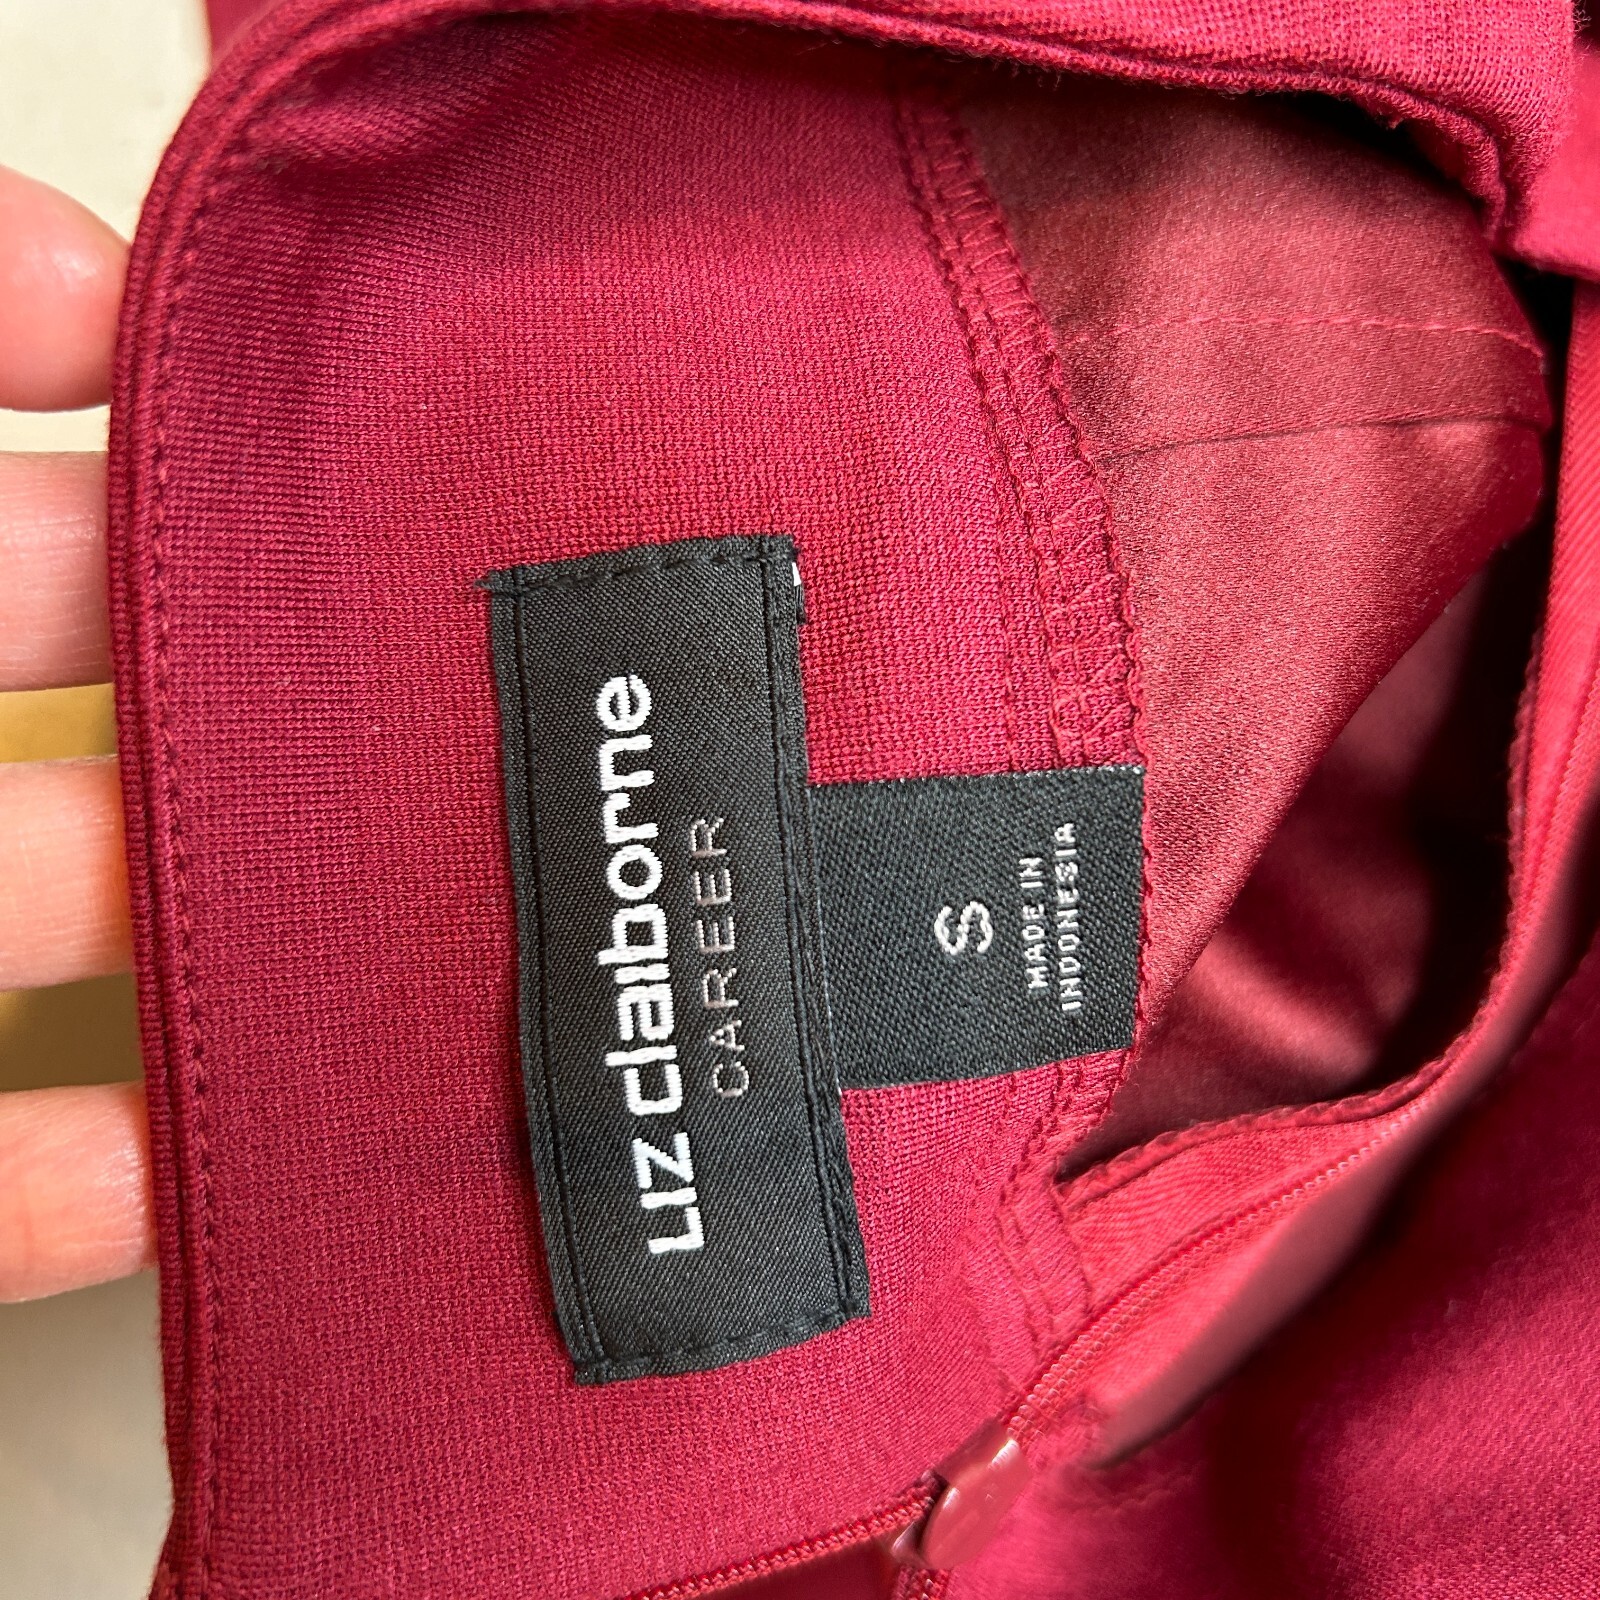 LIZ claiborne
CAREER
S
MADE IN
INDONESIA